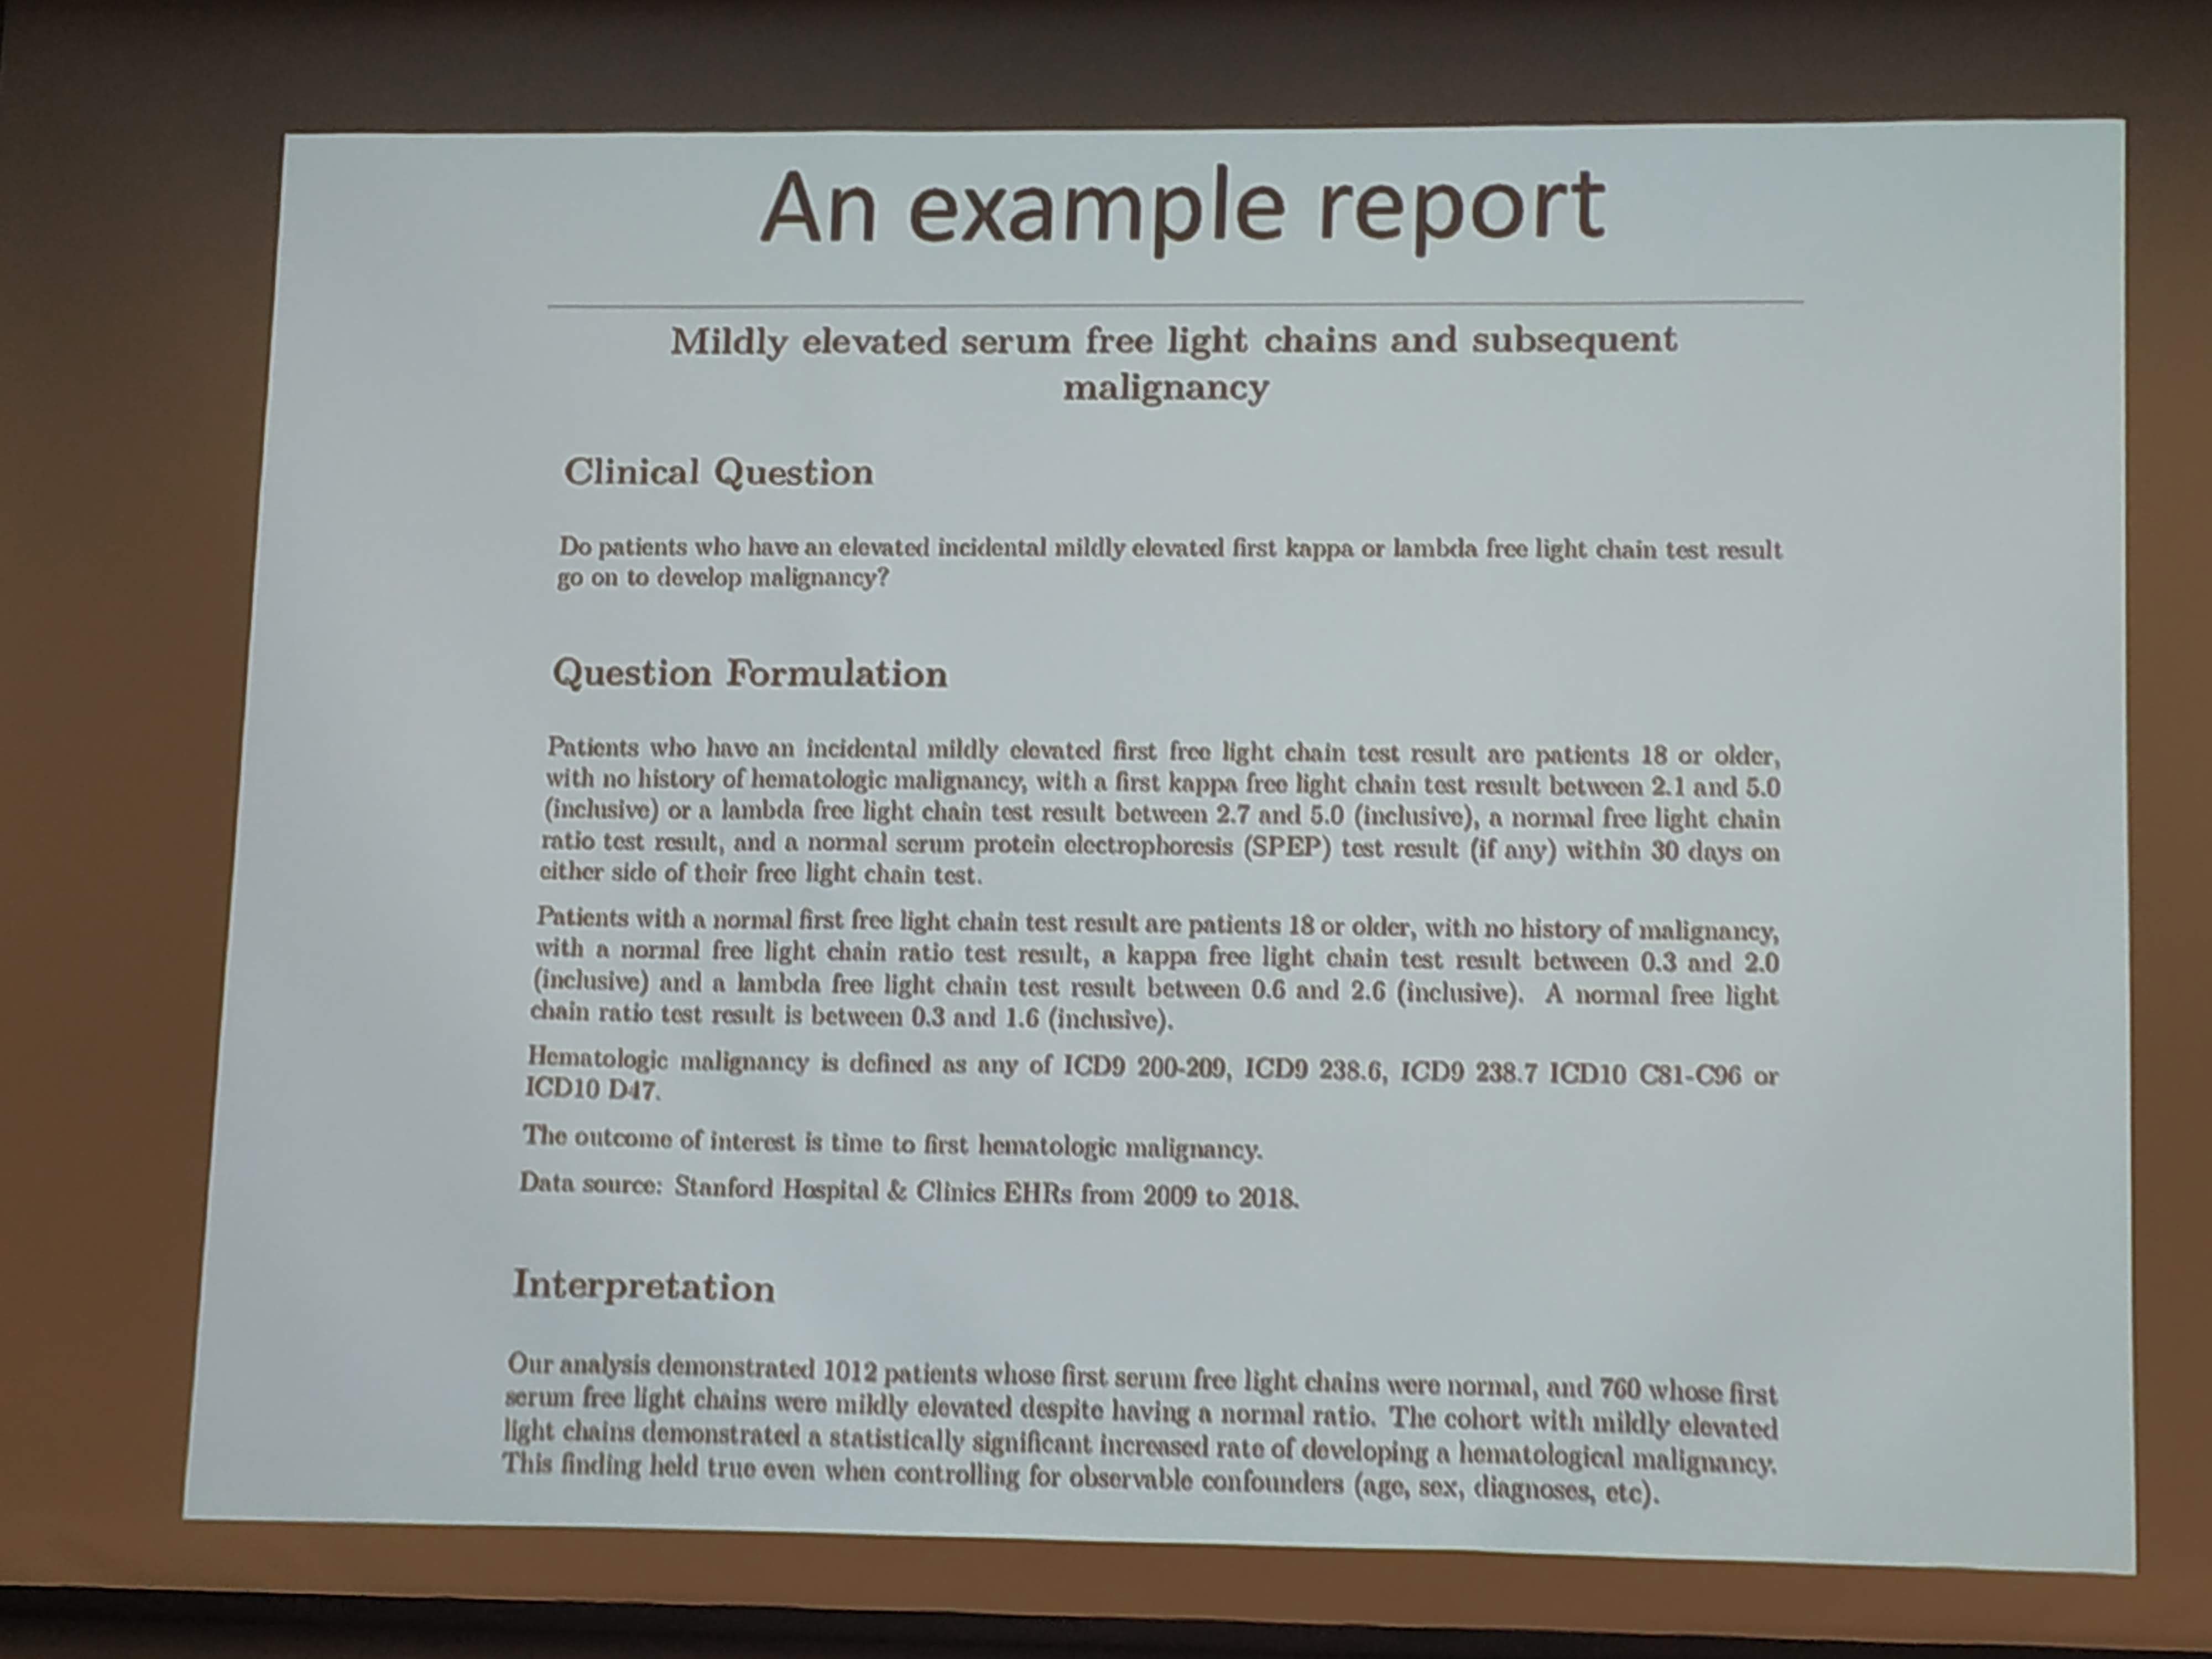 An example report
Mildly elevated serum free light chains and subsequent
malignancy
Clinical Question
Do patients who have an elevated incidental mildly elevated first kappa or lambda free light chain test result
go on to develop malignancy?
Question Formulation
Patients who have an incidental mildly elevated first free light chain test result are patients 18 or older,
with no history of hematologic malignancy, with a first kappa free light chain test result between 2.1 and 5.0
(inclusive) or a lambda free light chain test result between 2.7 and 5.0 (inclusive), a normal free light chain
ratio test result, and a normal serum protein electrophoresis (SPEP) test result (if any) within 30 days on
either side of their free light chain test.
Patients with a normal first free light chain test result are patients 18 or older, with no history of malignancy,
with a normal free light chain ratio test result, a kappa free light chain test result between 0.3 and 2.0
(inclusive) and a lambda free light chain test result between 0.6 and 2.6 (inclusive). A normal free light
chain ratio test result is between 0.3 and 1.6 (inclusive).
Hematologic malignancy is defined as any of ICD9 200-209, ICD9 238.6, ICD9 238.7 ICD10 C81-C96 or
ICD10 D47.
The outcome of interest is time to first hematologic malignancy.
Data source: Stanford Hospital & Clinics EHRs from 2009 to 2018.
Interpretation
Our analysis demonstrated 1012 patients whose first serum free light chains were normal, and 760 whose first
serum free light chains were mildly elevated despite having a normal ratio. The cohort with mildly elevated
light chains demonstrated a statistically significant increased rate of developing a hematological malignancy.
This finding held true even when controlling for observable confounders (age, sex, diagnoses, etc).